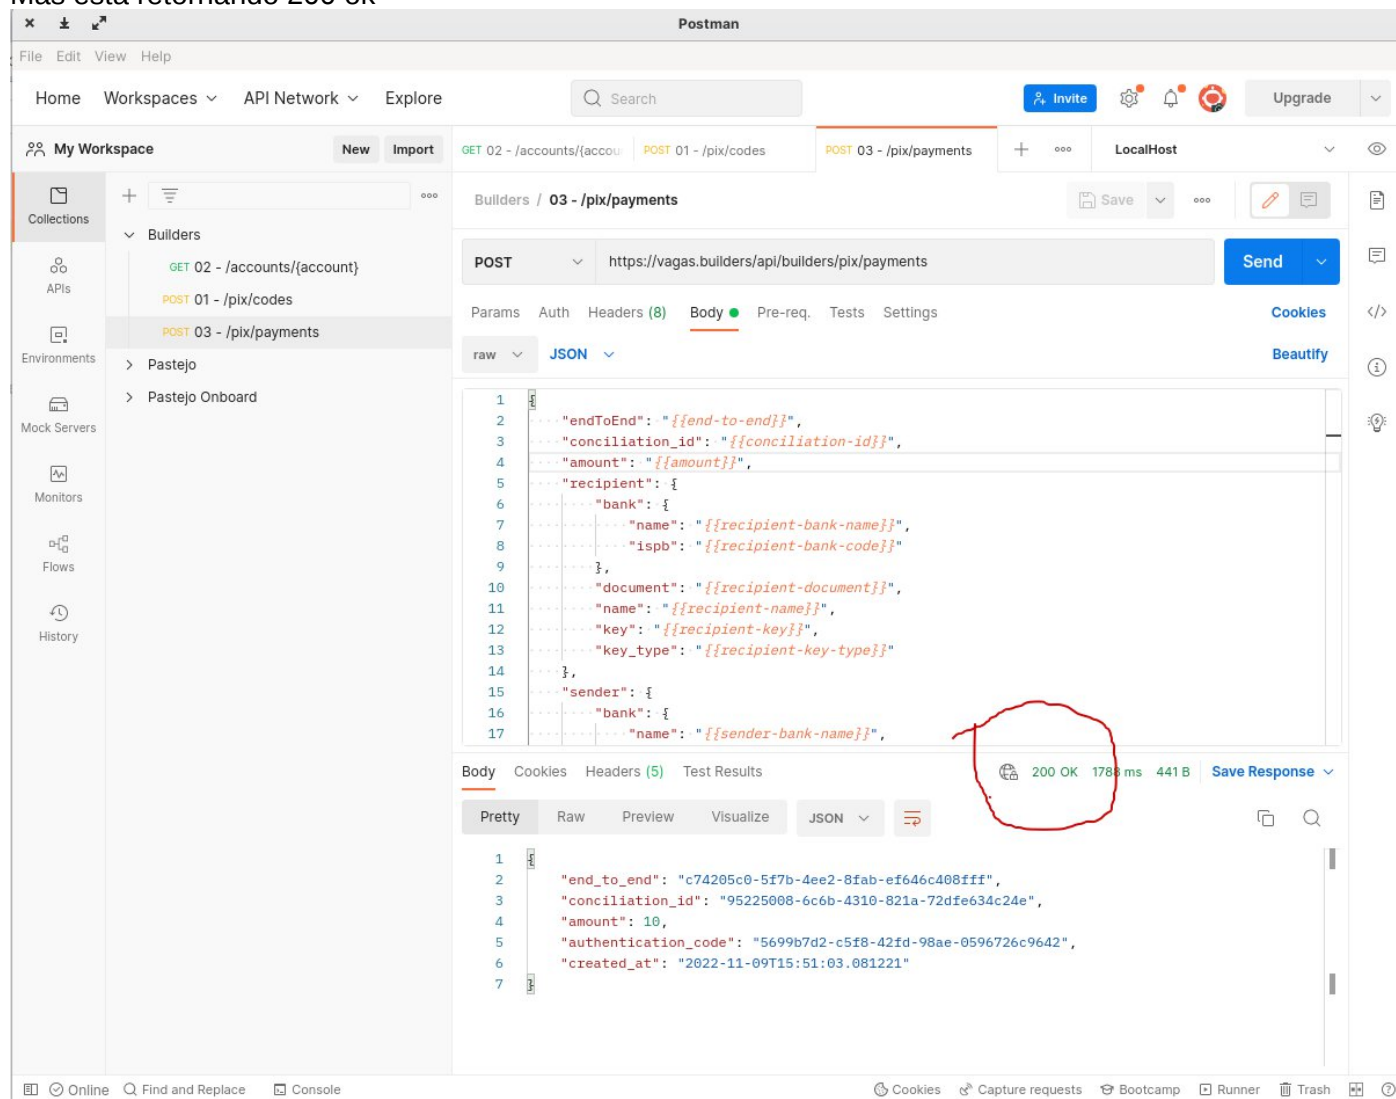 Mas está retornando 200 ok
Postman
File Edit View Help
Home Workspaces API Network Explore Search Invite Upgrade
My Workspace New Import GET 02 - /accounts/{accou POST 01 - /pix/codes POST 03 - /pix/payments LocalHost
Collections
APIs
Environments
Mock Servers
Monitors
Flows
History
Builders
GET 02 - /accounts/{account}
POST 01 - /pix/codes
POST 03 - /pix/payments
Pastejo
Pastejo Onboard
Builders / 03 - /pix/payments Save
POST https://vagas.builders/api/builders/pix/payments Send
Params Auth Headers (8) Body Pre-req. Tests Settings Cookies
raw JSON Beautify
1 {
2 "endToEnd": "{{end-to-end}}",
3 "conciliation_id": "{{conciliation-id}}",
4 "amount": "{{amount}}",
5 "recipient": {
6 "bank": {
7 "name": "{{recipient-bank-name}}",
8 "ispb": "{{recipient-bank-code}}"
9 },
10 "document": "{{recipient-document}}",
11 "name": "{{recipient-name}}",
12 "key": "{{recipient-key}}",
13 "key_type": "{{recipient-key-type}}"
14 },
15 "sender": {
16 "bank": {
17 "name": "{{sender-bank-name}}",
Body Cookies Headers (5) Test Results 200 OK 1788 ms 441 B Save Response
Pretty Raw Preview Visualize JSON
1 {
2 "end_to_end": "c74205c0-5f7b-4ee2-8fab-ef646c408fff",
3 "conciliation_id": "95225008-6c6b-4310-821a-72dfe634c24e",
4 "amount": 10,
5 "authentication_code": "5699b7d2-c5f8-42fd-98ae-0596726c9642",
6 "created_at": "2022-11-09T15:51:03.081221"
7 }
Online Find and Replace Console Cookies Capture requests Bootcamp Runner Trash